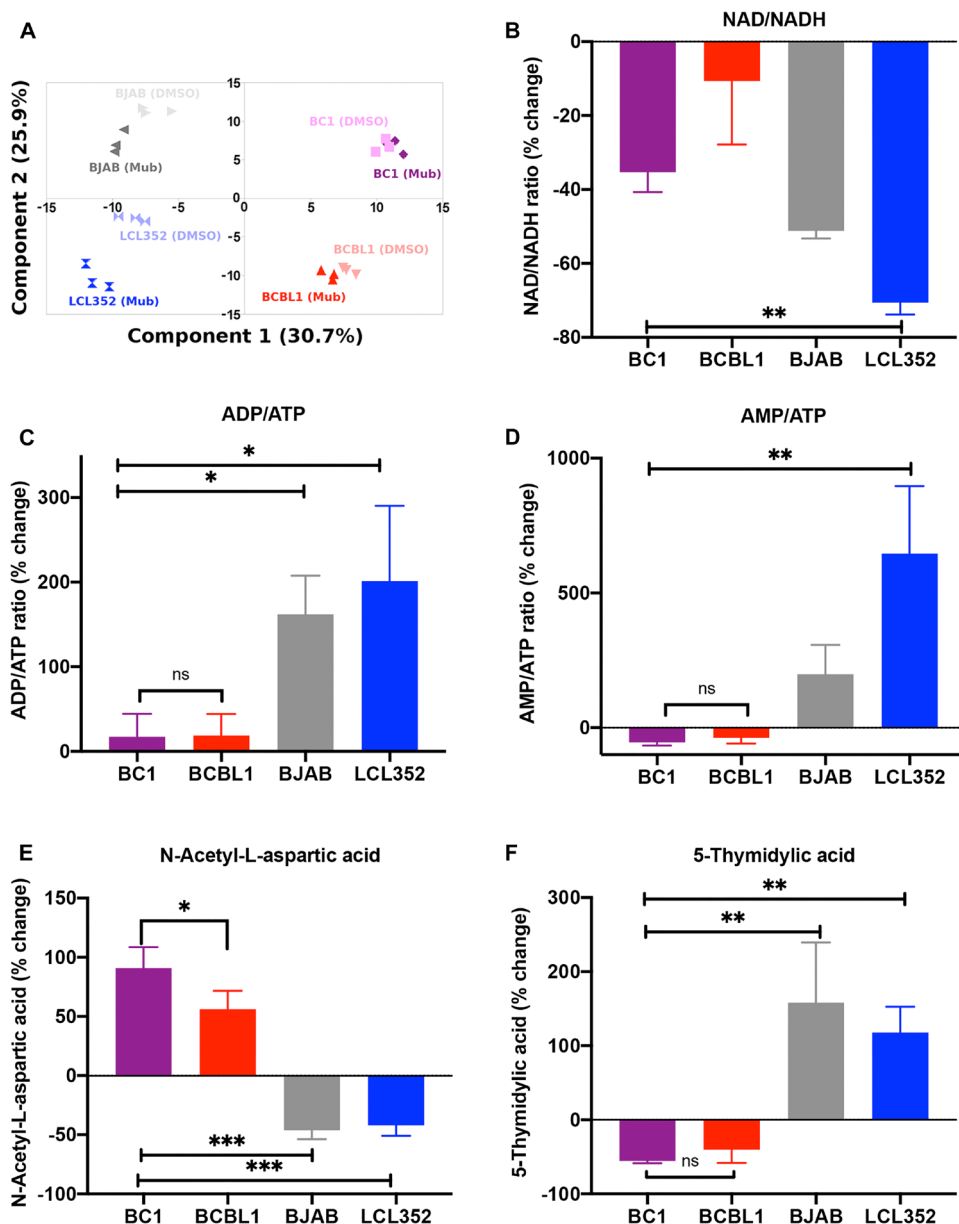 A
15
10
5
0
-5
-10
-15
-15
-10
-5
5
10
15
BJAB (DMSO)
BJAB (Mub)
BC1 (DMSO)
BC1 (Mub)
LCL352 (DMSO)
LCL352 (Mub)
BCBL1 (DMSO)
BCBL1 (Mub)
Component 2 (25.9%)
Component 1 (30.7%)
B
NAD/NADH
NAD/NADH ratio (% change)
0
-20
-40
-60
-80
**
BC1 BCBL1 BJAB LCL352
C
ADP/ATP
ADP/ATP ratio (% change)
300
200
100
0
*
*
ns
BC1 BCBL1 BJAB LCL352
D
AMP/ATP
AMP/ATP ratio (% change)
1000
500
0
**
ns
BC1 BCBL1 BJAB LCL352
E
N-Acetyl-L-aspartic acid
N-Acetyl-L-aspartic acid (% change)
150
100
50
0
-50
-100
*
***
***
BC1 BCBL1 BJAB LCL352
F
5-Thymidylic acid
5-Thymidylic acid (% change)
300
200
100
0
-100
**
**
ns
BC1 BCBL1 BJAB LCL352